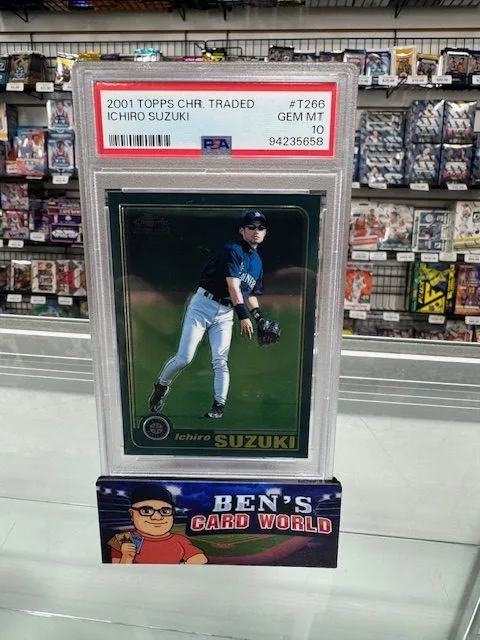 2001 TOPPS CHR. TRADED #T266
ICHIRO SUZUKI GEM MT
10
PSA 94235658
Ichiro SUZUKI
BEN'S
CARD WORLD